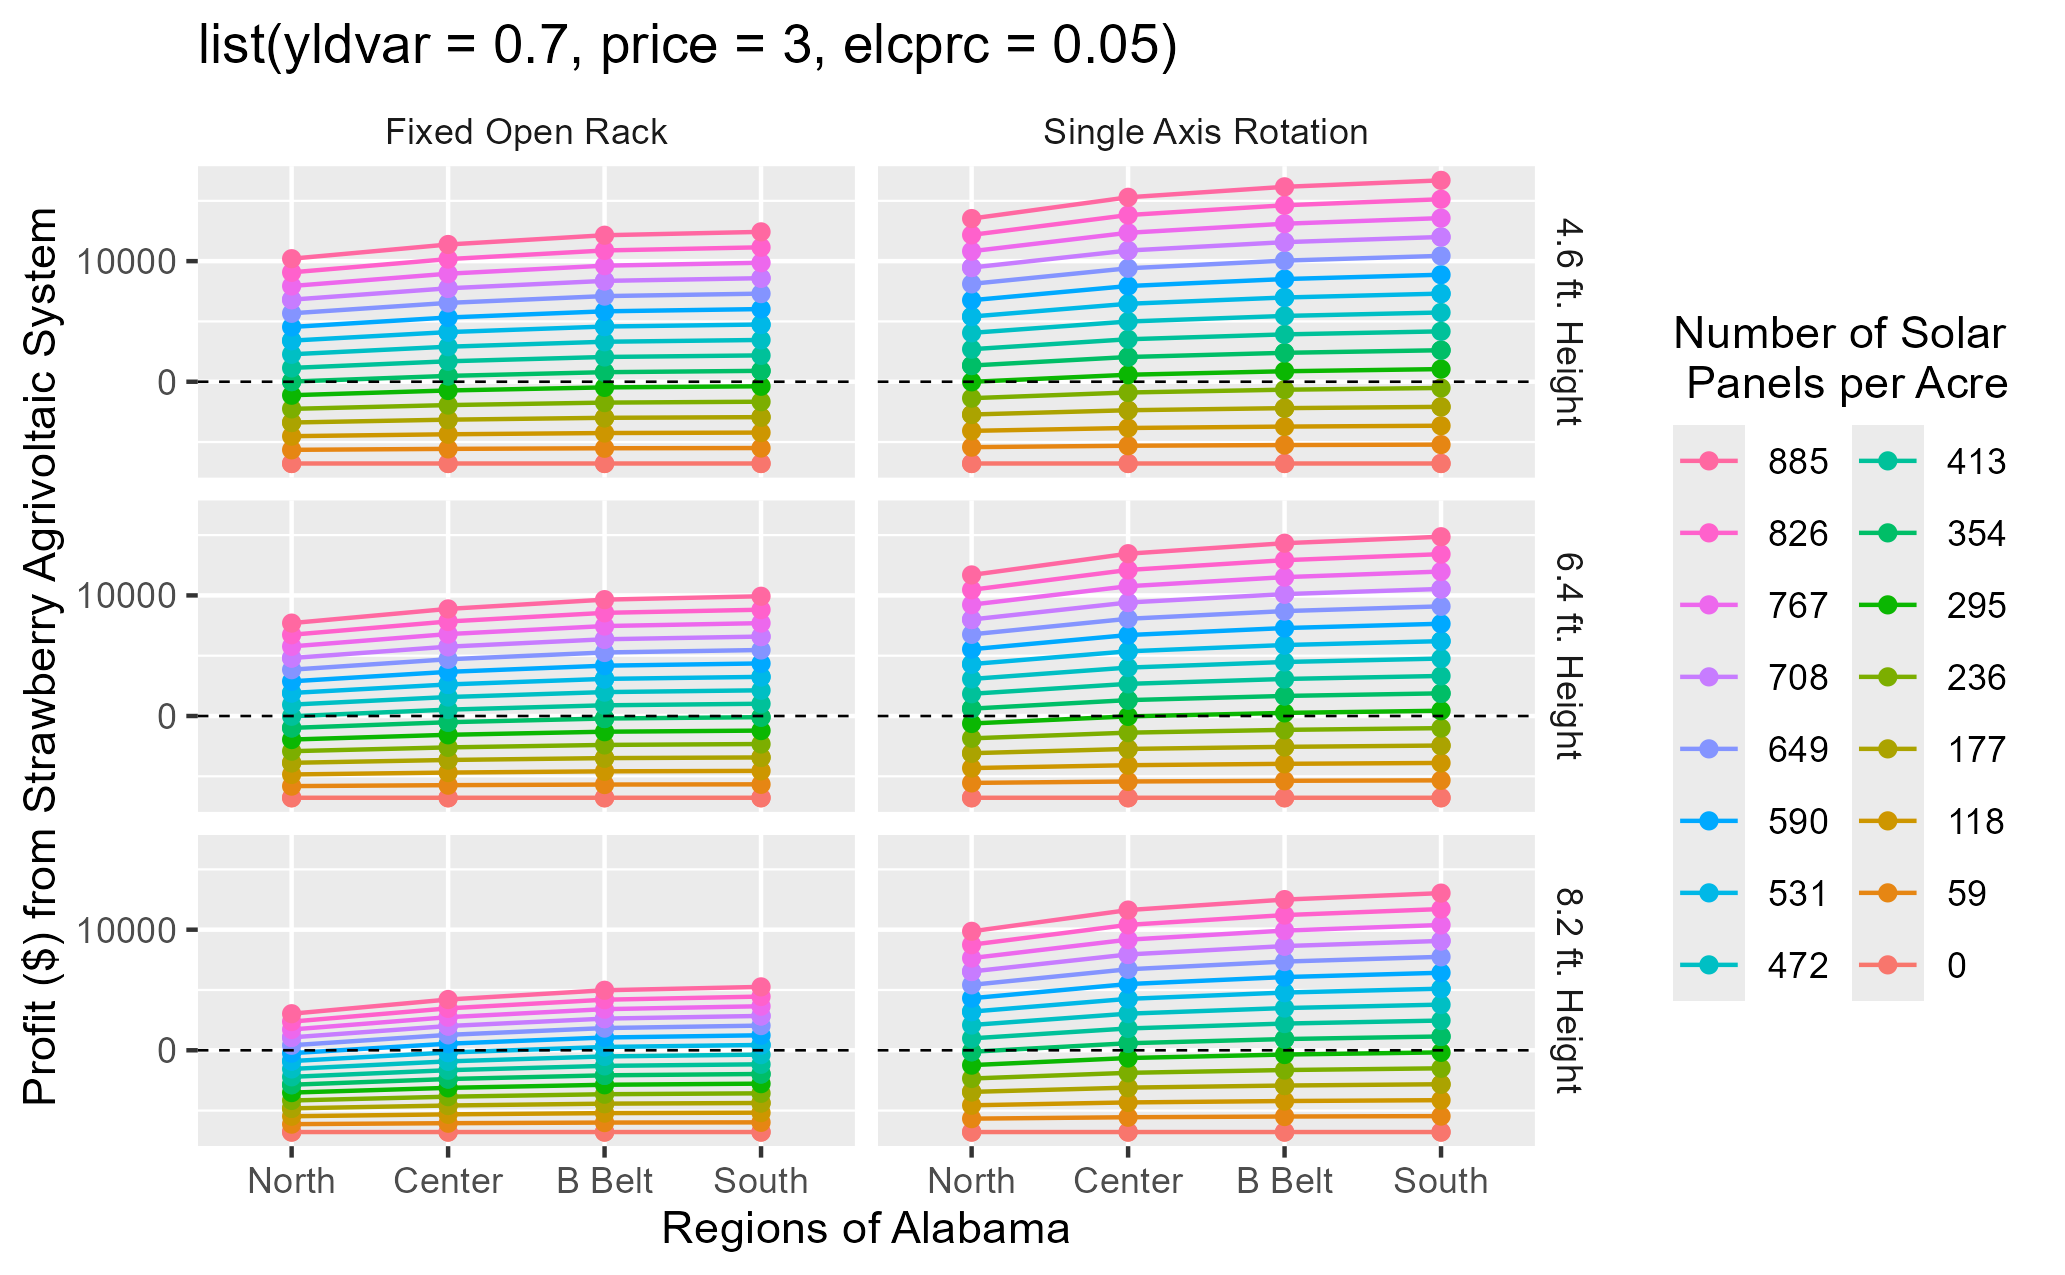 list(yldvar = 0.7, price = 3, elcprc = 0.05)
Fixed Open Rack
Single Axis Rotation
Profit ($) from Strawberry Agrivoltaic System
10000
0
4.6 ft. Height
10000
0
6.4 ft. Height
10000
0
8.2 ft. Height
North Center B Belt South
North Center B Belt South
Regions of Alabama
Number of Solar
Panels per Acre
885 413
826 354
767 295
708 236
649 177
590 118
531 59
472 0